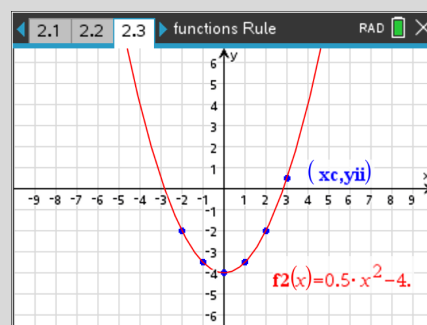 2.1 2.2 2.3 functions Rule RAD
y
6
5
4
3
2
1
(xc,yii)
x
-9 -8 -7 -6 -5 -4 -3 -2 -1 1 2 3 4 5 6 7 8 9
-1
-2
-3
-4
f2(x)=0.5·x²-4.
-5
-6